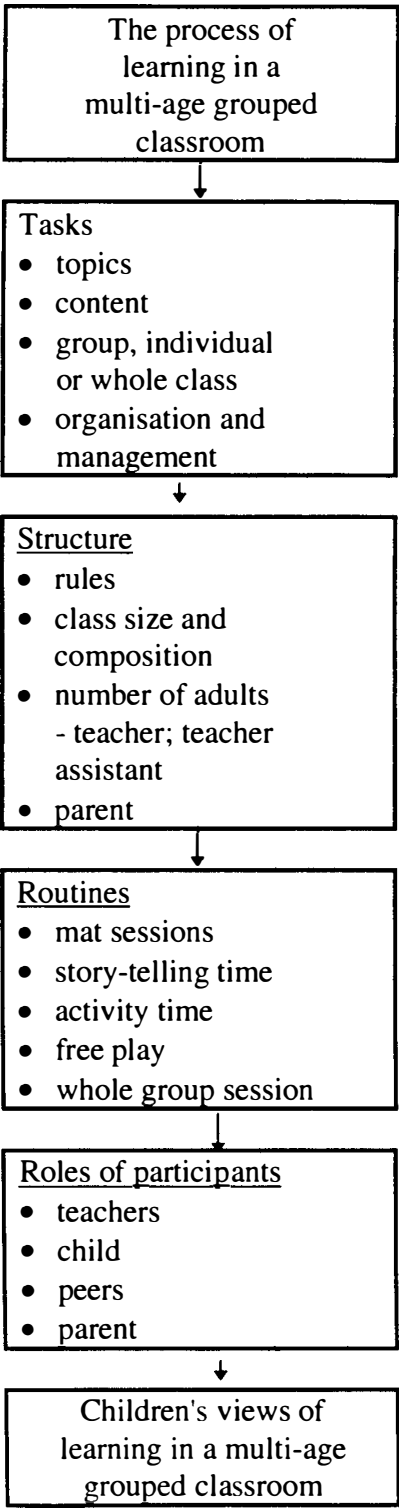 The process of
learning in a
multi-age grouped
classroom
Tasks
• topics
• content
• group, individual
or whole class
• organisation and
management
Structure
• rules
• class size and
composition
• number of adults
- teacher; teacher
assistant
• parent
Routines
• mat sessions
• story-telling time
• activity time
• free play
• whole group session
Roles of participants
• teachers
• child
• peers
• parent
Children's views of
learning in a multi-age
grouped classroom